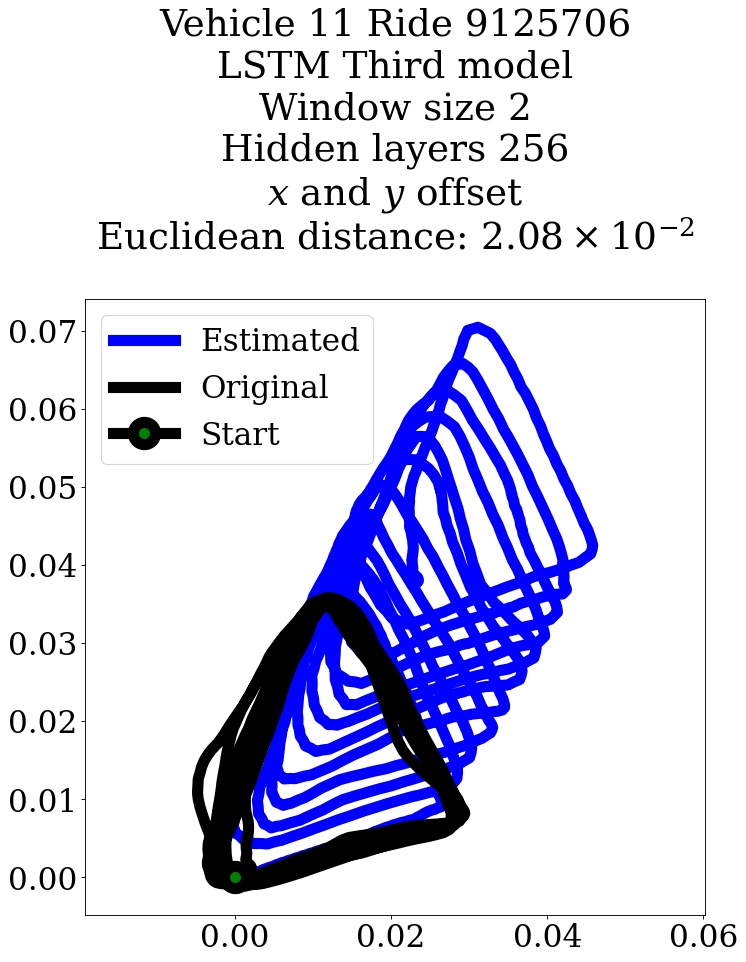 Vehicle 11 Ride 9125706
LSTM Third model
Window size 2
Hidden layers 256
x and y offset
Euclidean distance: 2.08 × 10⁻²
Estimated
Original
Start
0.07
0.06
0.05
0.04
0.03
0.02
0.01
0.00
0.00 0.02 0.04 0.06